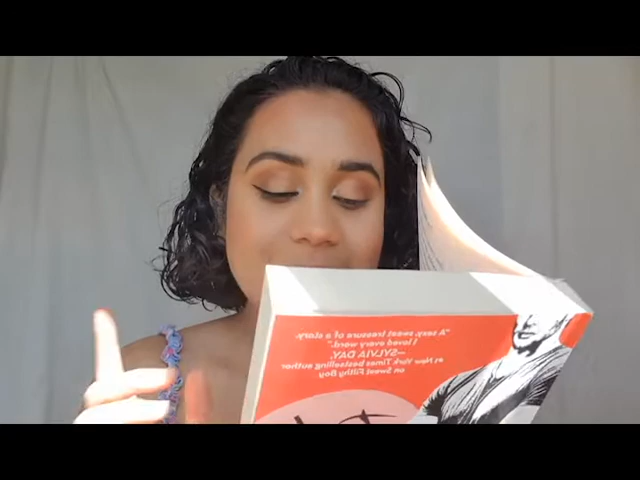 "A sexy, sweet treasure of a story.
I loved every word."
—SYLVIA DAY,
#1 New York Times bestselling author
on Sweet Filthy Boy